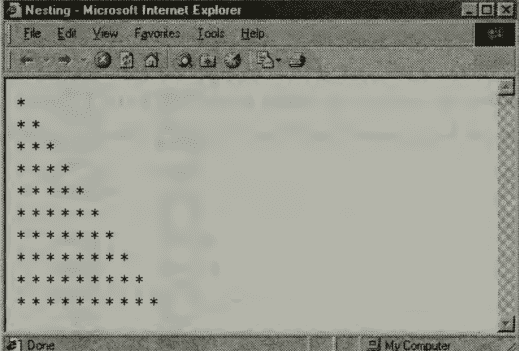 Nesting - Microsoft Internet Explorer
File Edit View Favorites Tools Help
*
* *
* * *
* * * *
* * * * *
* * * * * *
* * * * * * *
* * * * * * * *
* * * * * * * * *
* * * * * * * * * *
Done My Computer